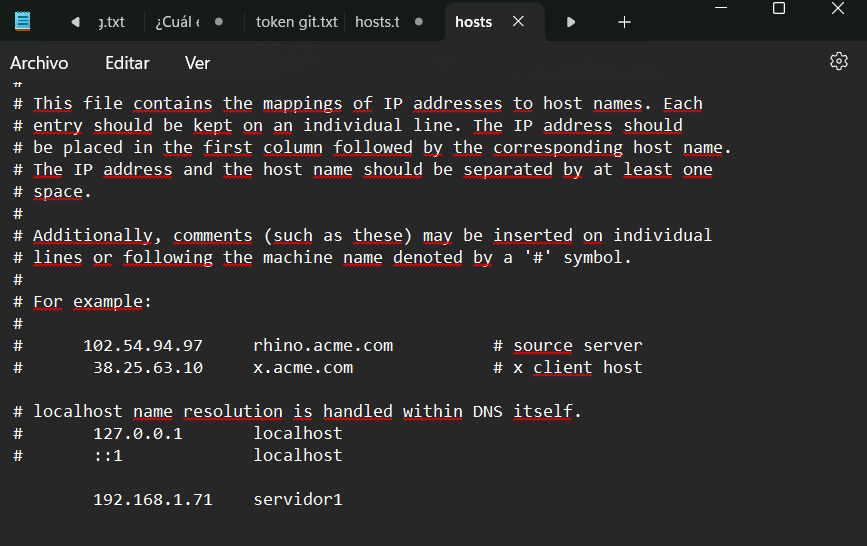 g.txt ¿Cuál e token git.txt hosts.t hosts
Archivo Editar Ver
#
# This file contains the mappings of IP addresses to host names. Each
# entry should be kept on an individual line. The IP address should
# be placed in the first column followed by the corresponding host name.
# The IP address and the host name should be separated by at least one
# space.
#
# Additionally, comments (such as these) may be inserted on individual
# lines or following the machine name denoted by a '#' symbol.
#
# For example:
#
#      102.54.94.97     rhino.acme.com          # source server
#       38.25.63.10     x.acme.com              # x client host

# localhost name resolution is handled within DNS itself.
#       127.0.0.1       localhost
#       ::1             localhost

        192.168.1.71    servidor1